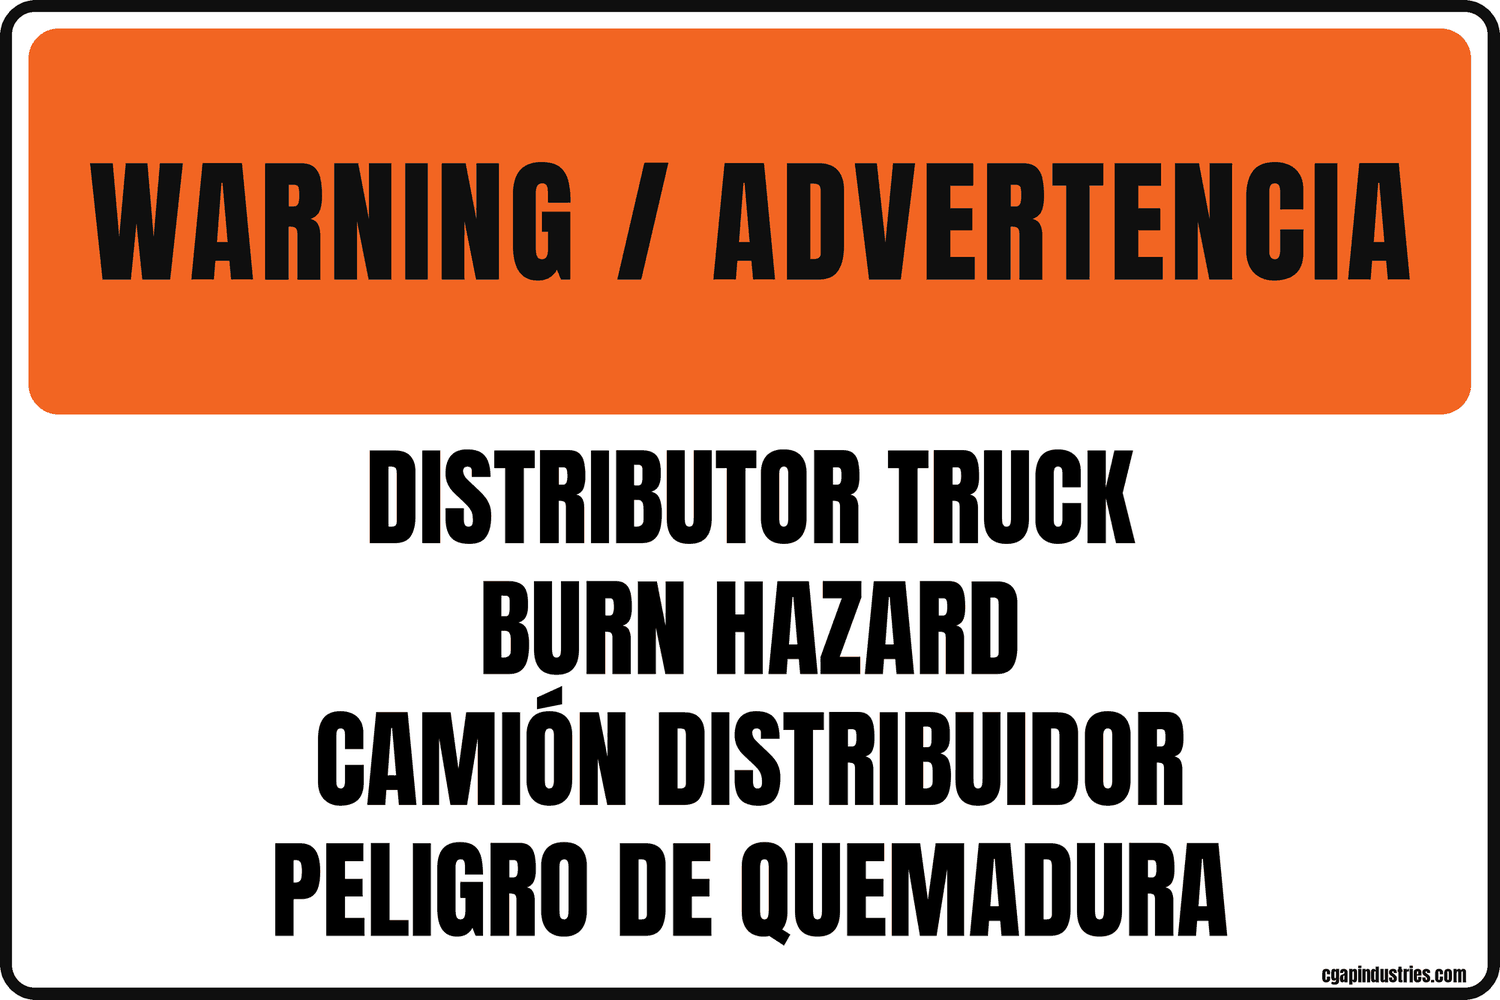 WARNING / ADVERTENCIA
DISTRIBUTOR TRUCK
BURN HAZARD
CAMIÓN DISTRIBUIDOR
PELIGRO DE QUEMADURA
cgapindustries.com